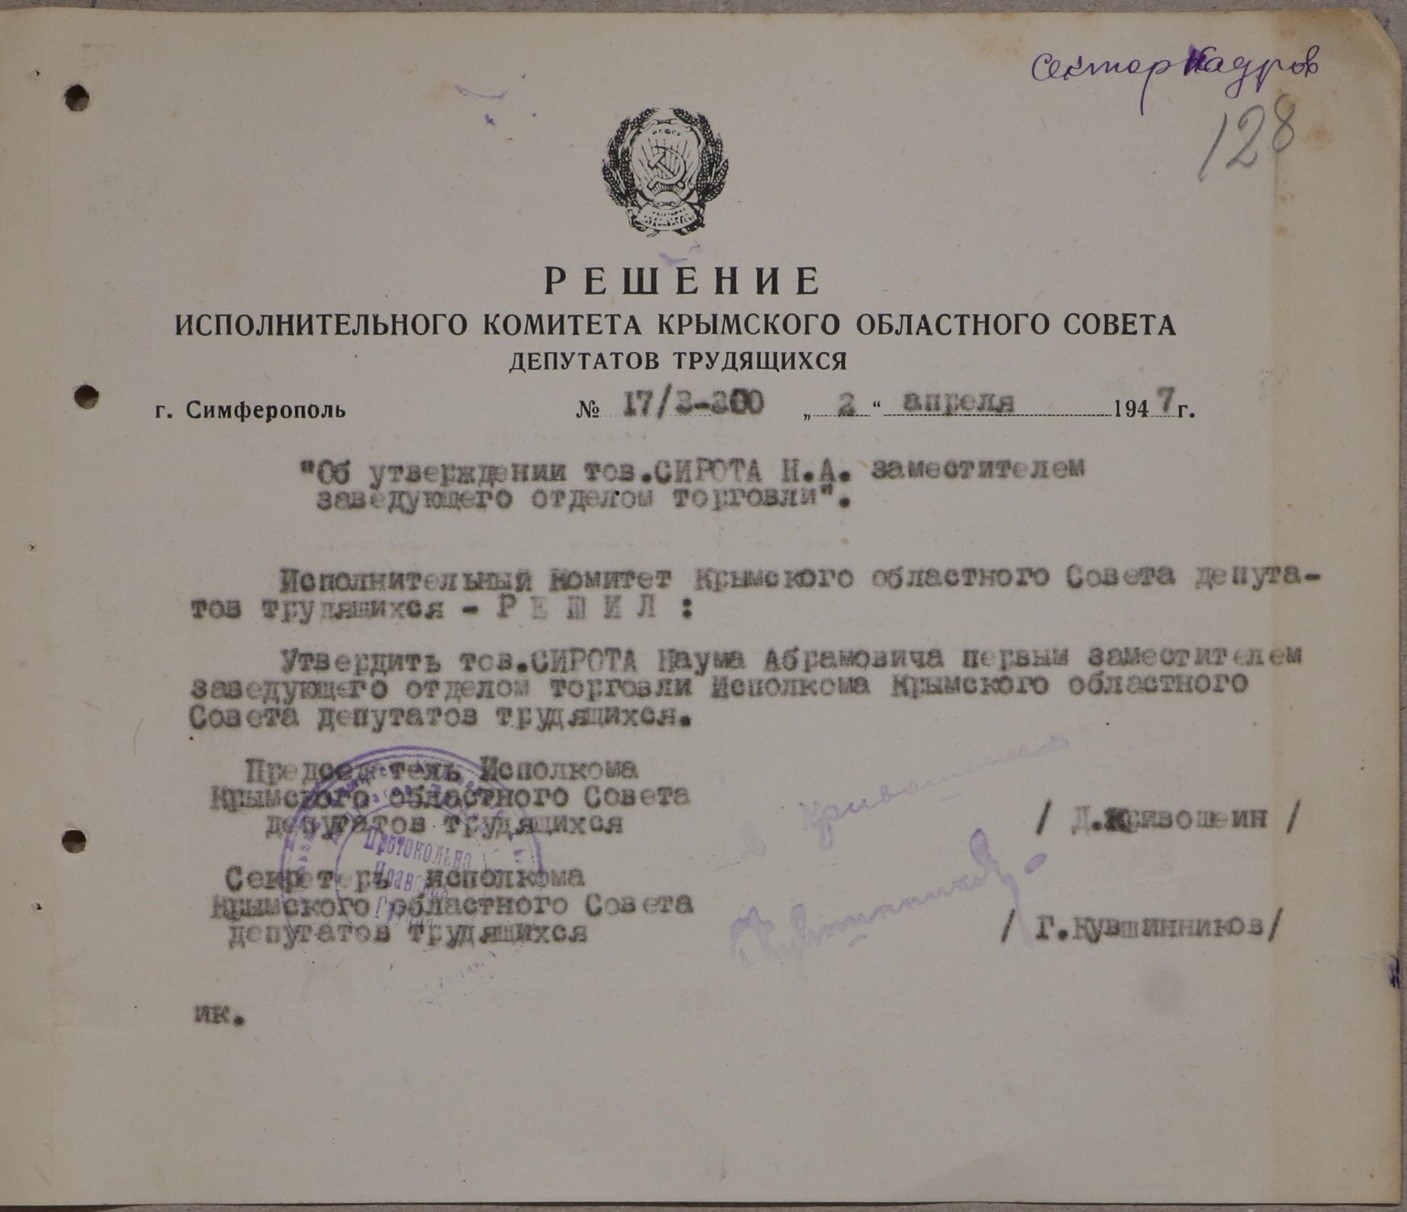 Сектор Кадров
128
РЕШЕНИЕ
ИСПОЛНИТЕЛЬНОГО КОМИТЕТА КРЫМСКОГО ОБЛАСТНОГО СОВЕТА
ДЕПУТАТОВ ТРУДЯЩИХСЯ
г. Симферополь № 17/3-300 „ 2 “ апреля 1947 г.
"Об утверждении тов.СИРОТА Н.А. заместителем
заведующего отделом торговли".
Исполнительный Комитет Крымского областного Совета депута-
тов трудящихся - Р Е Ш И Л :
Утвердить тов.СИРОТА Наума Абрамовича первым заместителем
заведующего отделом торговли Исполкома Крымского областного
Совета депутатов трудящихся.
Председатель Исполкома
Крымского областного Совета
депутатов трудящихся / Д.Кривошеин /
Секретерь исполкома
Крымского областного Совета
депутатов трудящихся / Г.Кувшинников/
ик.